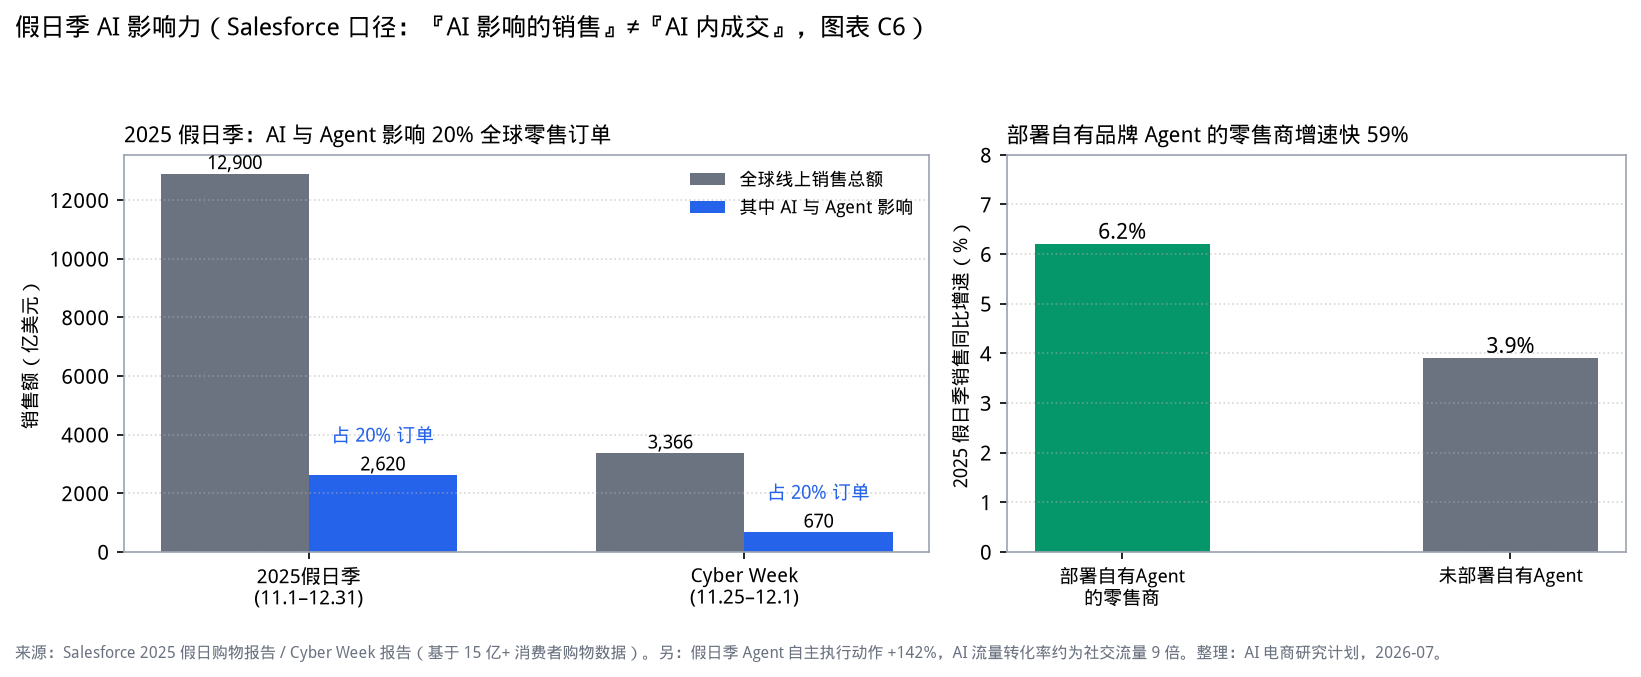 假日季 AI 影响力（Salesforce 口径：『AI 影响的销售』≠『AI 内成交』，图表 C6）
2025 假日季：AI 与 Agent 影响 20% 全球零售订单
销售额（亿美元）
12000
10000
8000
6000
4000
2000
0
12,900
占 20% 订单
2,620
3,366
占 20% 订单
670
全球线上销售总额
其中 AI 与 Agent 影响
2025假日季
(11.1–12.31)
Cyber Week
(11.25–12.1)
部署自有品牌 Agent 的零售商增速快 59%
2025 假日季销售同比增速（%）
8
7
6
5
4
3
2
1
0
6.2%
3.9%
部署自有Agent
的零售商
未部署自有Agent
来源：Salesforce 2025 假日购物报告 / Cyber Week 报告（基于 15 亿+ 消费者购物数据）。另：假日季 Agent 自主执行动作 +142%，AI 流量转化率约为社交流量 9 倍。整理：AI 电商研究计划，2026-07。